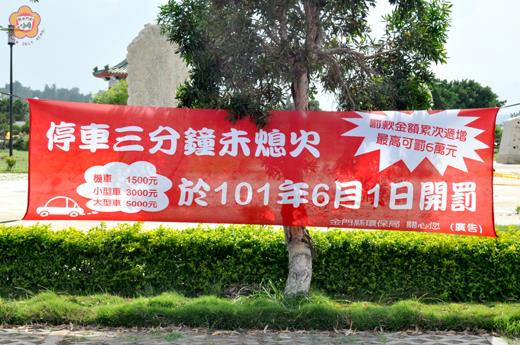 停車三分鐘未熄火
罰款金額累次遞增
最高可罰6萬元
機車 1500元
小型車 3000元
大型車 5000元
於101年6月1日開罰
金門縣環保局 關心您 (廣告)